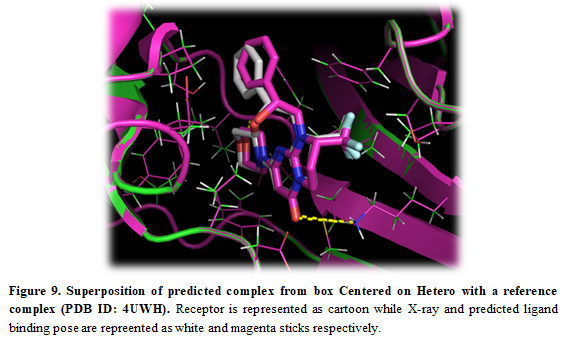 Figure 9. Superposition of predicted complex from box Centered on Hetero with a reference
complex (PDB ID: 4UWH). Receptor is represented as cartoon while X-ray and predicted ligand
binding pose are repreented as white and magenta sticks respectively.